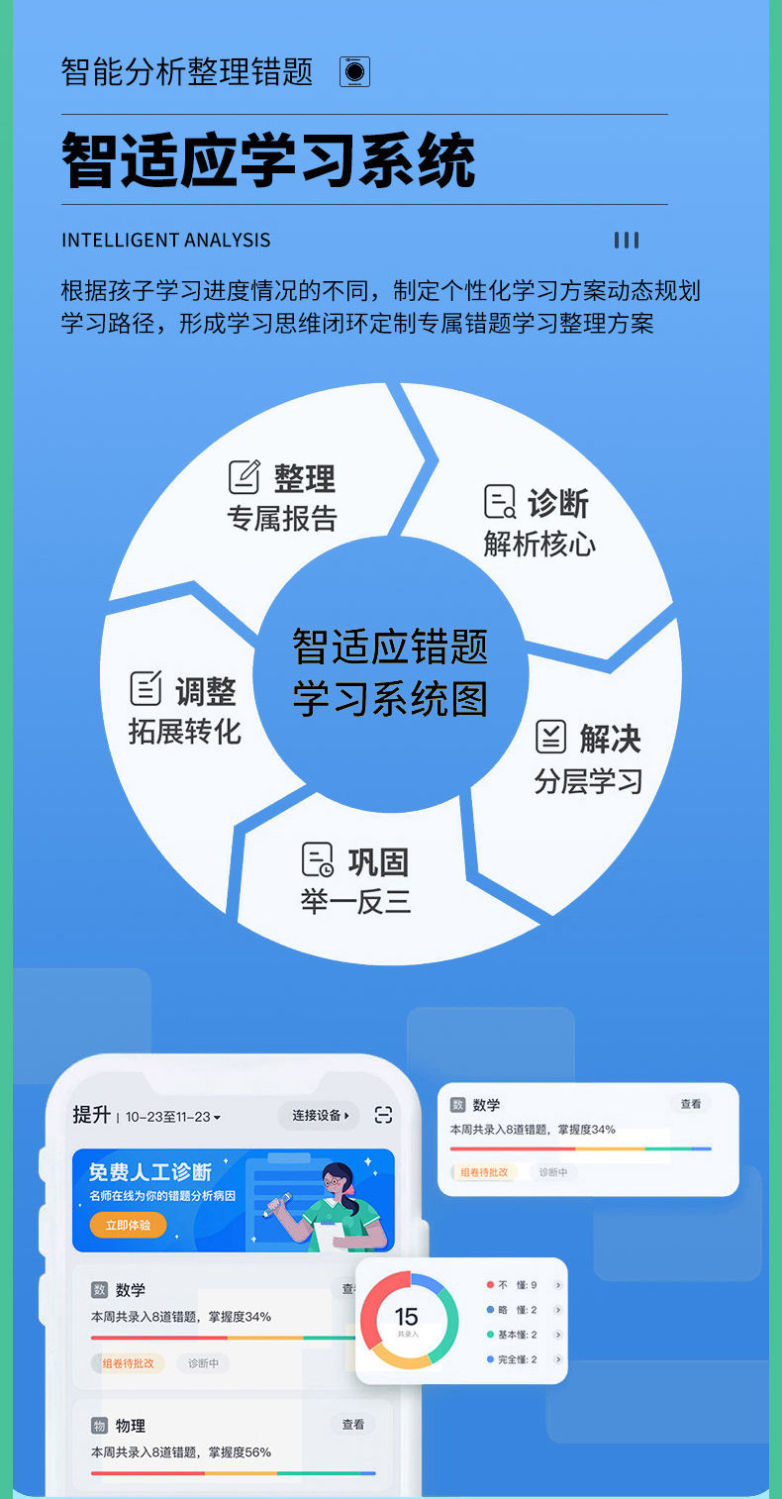 智能分析整理错题
智适应学习系统
INTELLIGENT ANALYSIS
根据孩子学习进度情况的不同，制定个性化学习方案动态规划
学习路径，形成学习思维闭环定制专属错题学习整理方案
整理
专属报告
诊断
解析核心
智适应错题
学习系统图
调整
拓展转化
解决
分层学习
巩固
举一反三
提升 | 10-23至11-23
连接设备
免费人工诊断
名师在线为你的错题分析病因
立即体验
数 数学 查看
本周共录入8道错题，掌握度34%
组卷待批改 诊断中
数 数学
本周共录入8道错题，掌握度34%
组卷待批改 诊断中
15
共录入
不 懂: 9
略 懂: 2
基本懂: 2
完全懂: 2
物 物理 查看
本周共录入8道错题，掌握度56%